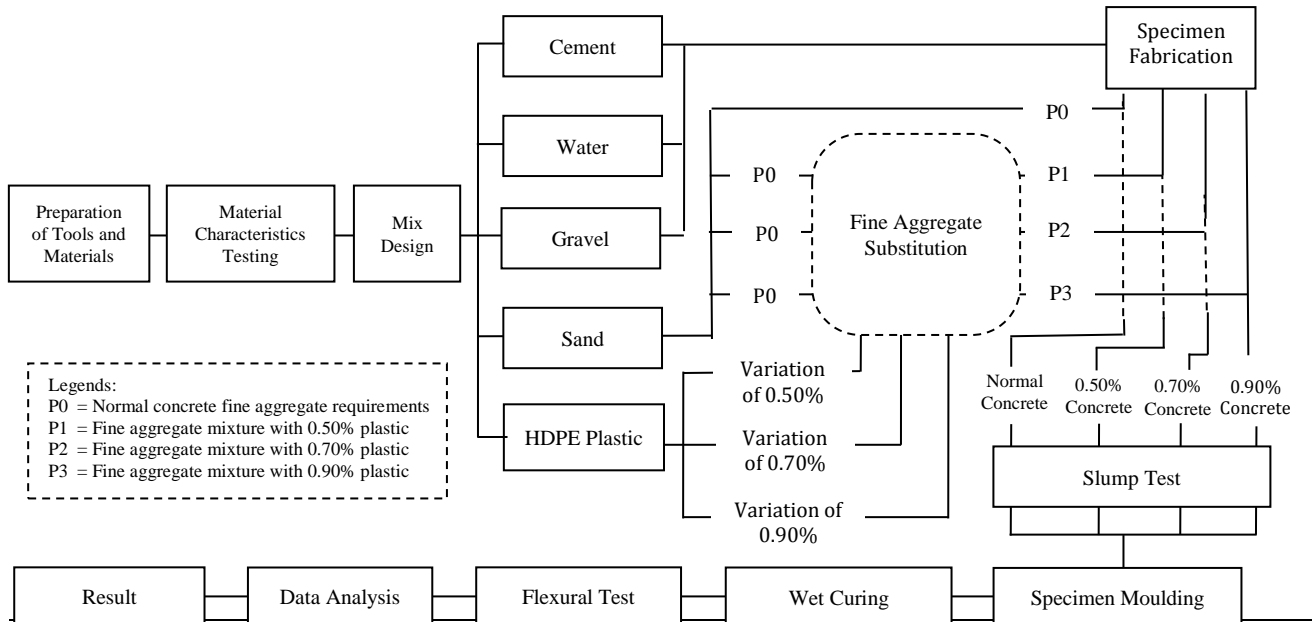 Preparation
of Tools and
Materials
Material
Characteristics
Testing
Mix
Design
Cement
Water
Gravel
Sand
HDPE Plastic
P0
P0
P0
Fine Aggregate
Substitution
Variation
of 0.50%
Variation
of 0.70%
Variation of
0.90%
P0
P1
P2
P3
Specimen
Fabrication
Normal
Concrete
0.50%
Concrete
0.70%
Concrete
0.90%
Concrete
Slump Test
Legends:
P0 = Normal concrete fine aggregate requirements
P1 = Fine aggregate mixture with 0.50% plastic
P2 = Fine aggregate mixture with 0.70% plastic
P3 = Fine aggregate mixture with 0.90% plastic
Result
Data Analysis
Flexural Test
Wet Curing
Specimen Moulding